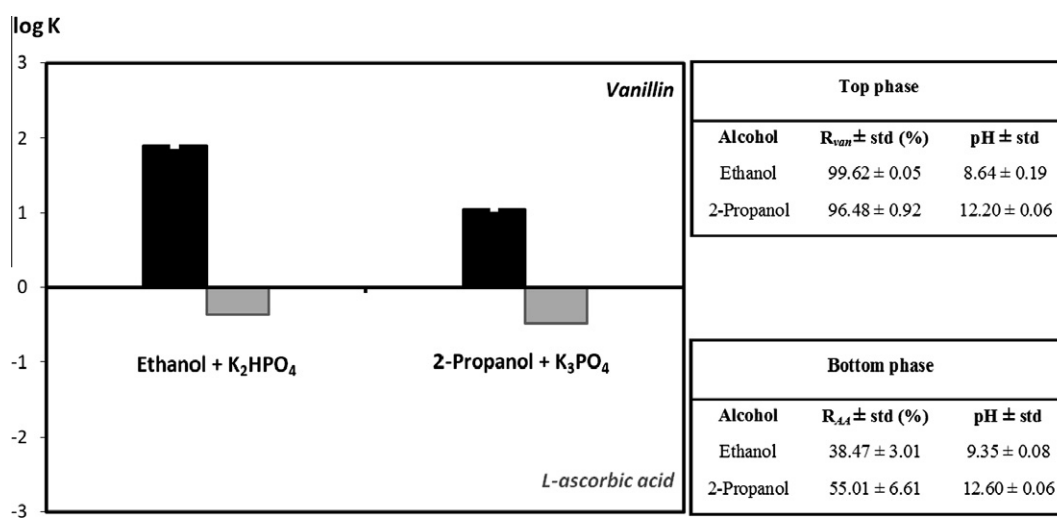 log K
3
2
1
0
-1
-2
-3
Vanillin
Ethanol + K₂HPO₄
2-Propanol + K₃PO₄
L-ascorbic acid
Top phase
Alcohol R_van ± std (%) pH ± std
Ethanol 99.62 ± 0.05 8.64 ± 0.19
2-Propanol 96.48 ± 0.92 12.20 ± 0.06
Bottom phase
Alcohol R_AA ± std (%) pH ± std
Ethanol 38.47 ± 3.01 9.35 ± 0.08
2-Propanol 55.01 ± 6.61 12.60 ± 0.06